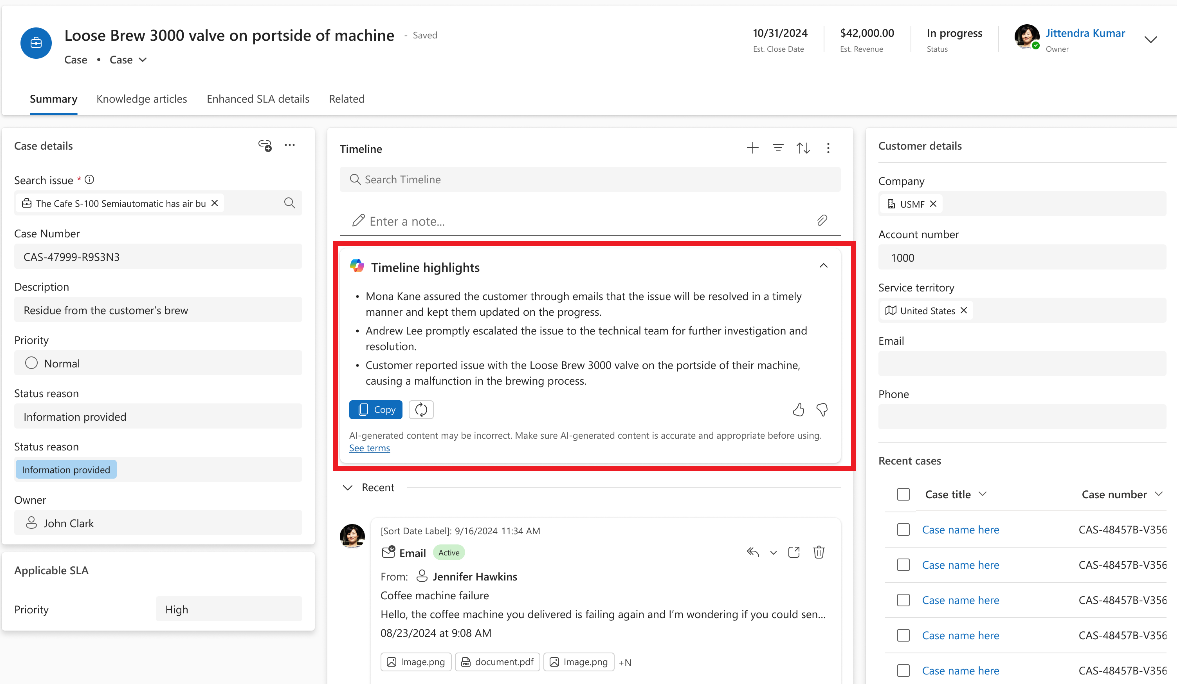 Loose Brew 3000 valve on portside of machine - Saved
Case • Case
10/31/2024
Est. Close Date
$42,000.00
Est. Revenue
In progress
Status
Jittendra Kumar
Owner
Summary Knowledge articles Enhanced SLA details Related
Case details
Search issue *
The Cafe S-100 Semiautomatic has air bu
Case Number
CAS-47999-R9S3N3
Description
Residue from the customer's brew
Priority
Normal
Status reason
Information provided
Status reason
Information provided
Owner
John Clark
Applicable SLA
Priority High
Timeline
Search Timeline
Enter a note...
Timeline highlights
• Mona Kane assured the customer through emails that the issue will be resolved in a timely
manner and kept them updated on the progress.
• Andrew Lee promptly escalated the issue to the technical team for further investigation and
resolution.
• Customer reported issue with the Loose Brew 3000 valve on the portside of their machine,
causing a malfunction in the brewing process.
Copy
AI-generated content may be incorrect. Make sure AI-generated content is accurate and appropriate before using.
See terms
Recent
[Sort Date Label]: 9/16/2024 11:34 AM
Email Active
From: Jennifer Hawkins
Coffee machine failure
Hello, the coffee machine you delivered is failing again and I'm wondering if you could sen...
08/23/2024 at 9:08 AM
Image.png document.pdf Image.png +N
Customer details
Company
USMF
Account number
1000
Service territory
United States
Email
Phone
Recent cases
Case title Case number
Case name here CAS-48457B-V356
Case name here CAS-48457B-V356
Case name here CAS-48457B-V356
Case name here CAS-48457B-V356
Case name here CAS-48457B-V356